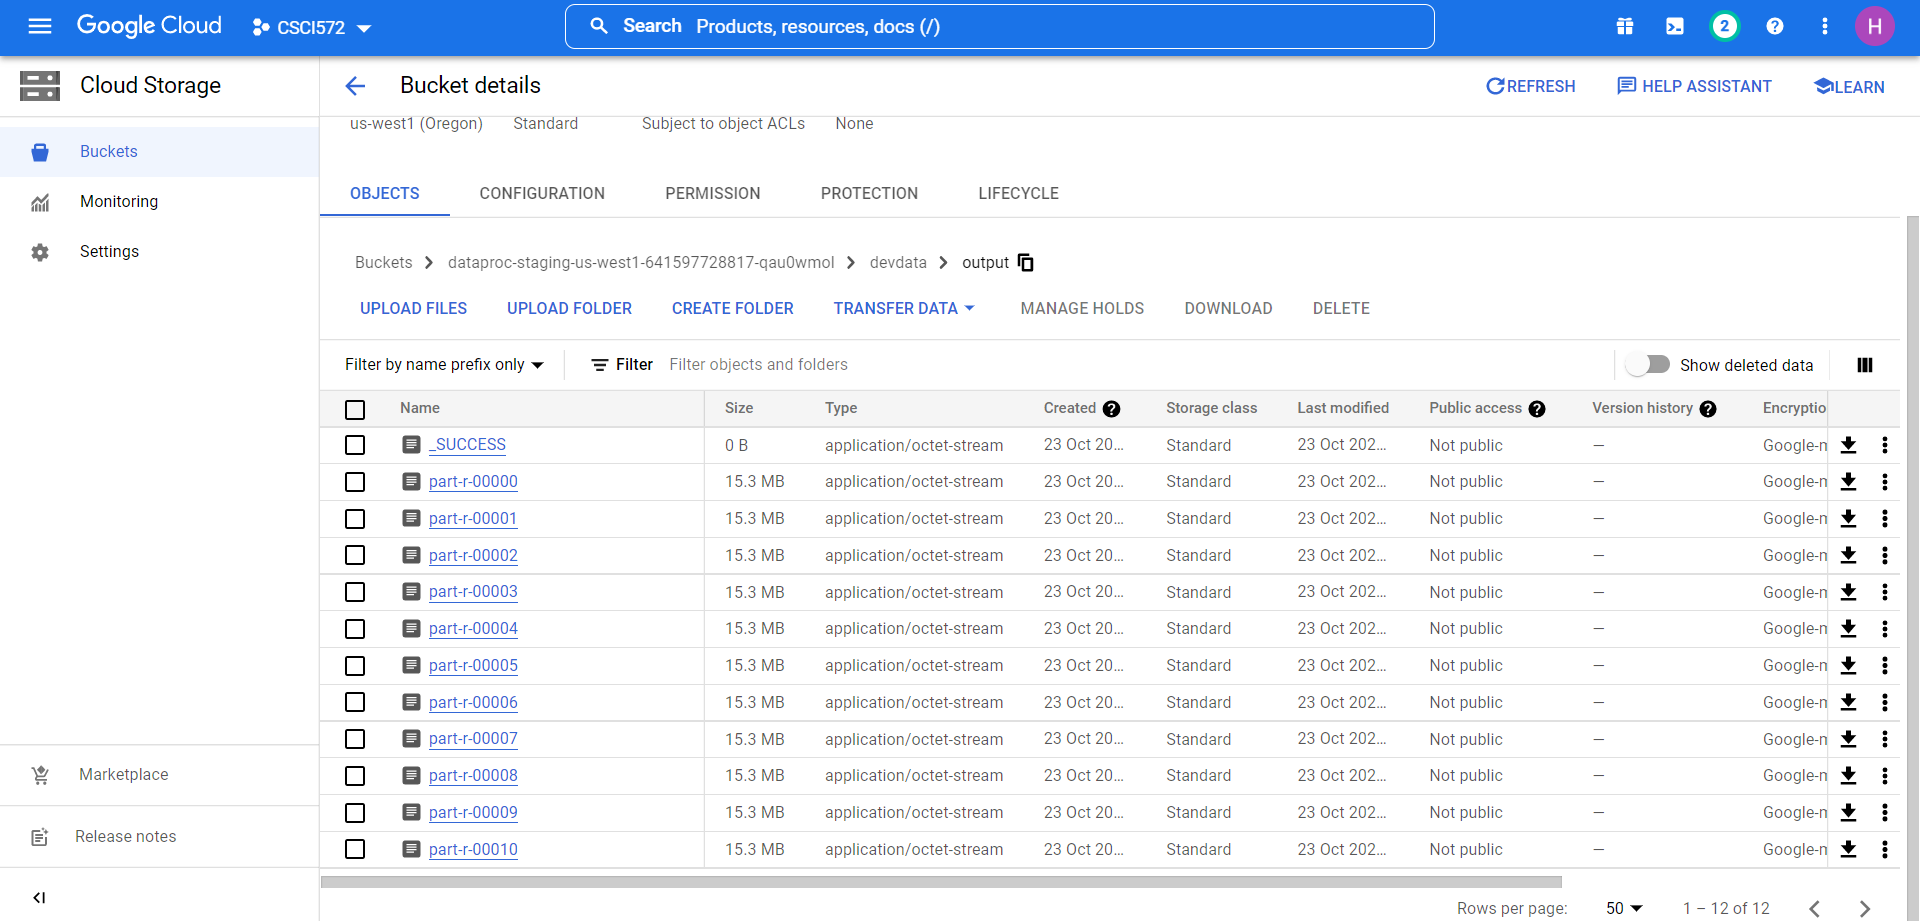 Google Cloud CSCI572 Search Products, resources, docs (/) 2 H
Cloud Storage Bucket details REFRESH HELP ASSISTANT LEARN
us-west1 (Oregon) Standard Subject to object ACLs None
Buckets
Monitoring
Settings
OBJECTS CONFIGURATION PERMISSION PROTECTION LIFECYCLE
Buckets dataproc-staging-us-west1-641597728817-qau0wmol devdata output
UPLOAD FILES UPLOAD FOLDER CREATE FOLDER TRANSFER DATA MANAGE HOLDS DOWNLOAD DELETE
Filter by name prefix only Filter Filter objects and folders Show deleted data
Name Size Type Created Storage class Last modified Public access Version history Encryptio
_SUCCESS 0 B application/octet-stream 23 Oct 20... Standard 23 Oct 202... Not public — Google-m
part-r-00000 15.3 MB application/octet-stream 23 Oct 20... Standard 23 Oct 202... Not public — Google-m
part-r-00001 15.3 MB application/octet-stream 23 Oct 20... Standard 23 Oct 202... Not public — Google-m
part-r-00002 15.3 MB application/octet-stream 23 Oct 20... Standard 23 Oct 202... Not public — Google-m
part-r-00003 15.3 MB application/octet-stream 23 Oct 20... Standard 23 Oct 202... Not public — Google-m
part-r-00004 15.3 MB application/octet-stream 23 Oct 20... Standard 23 Oct 202... Not public — Google-m
part-r-00005 15.3 MB application/octet-stream 23 Oct 20... Standard 23 Oct 202... Not public — Google-m
part-r-00006 15.3 MB application/octet-stream 23 Oct 20... Standard 23 Oct 202... Not public — Google-m
part-r-00007 15.3 MB application/octet-stream 23 Oct 20... Standard 23 Oct 202... Not public — Google-m
part-r-00008 15.3 MB application/octet-stream 23 Oct 20... Standard 23 Oct 202... Not public — Google-m
part-r-00009 15.3 MB application/octet-stream 23 Oct 20... Standard 23 Oct 202... Not public — Google-m
part-r-00010 15.3 MB application/octet-stream 23 Oct 20... Standard 23 Oct 202... Not public — Google-m
Marketplace
Release notes
Rows per page: 50 1 – 12 of 12